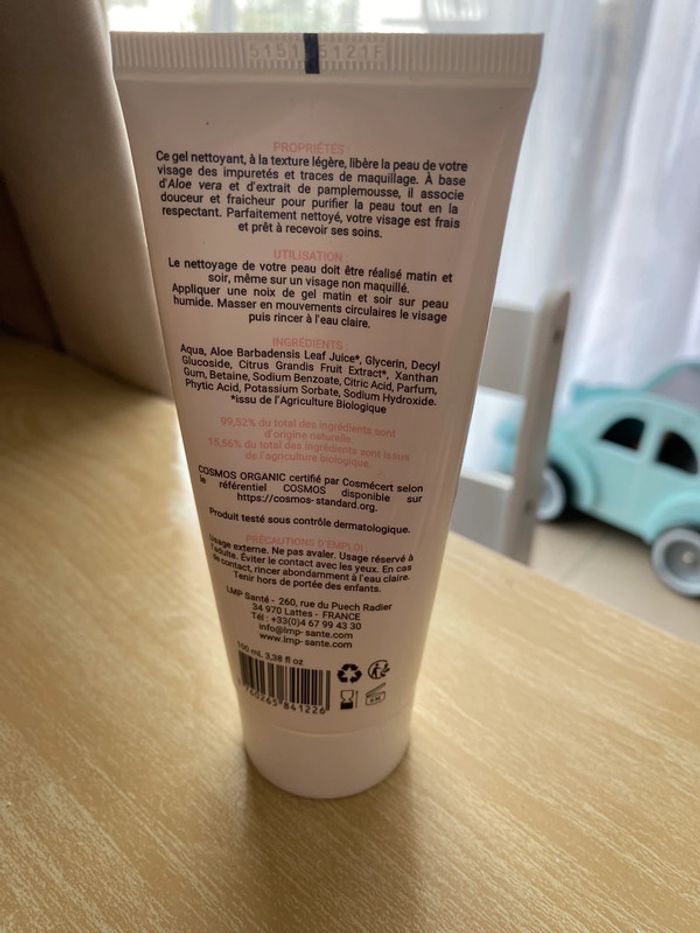 5151 5121F
PROPRIÉTÉS :
Ce gel nettoyant, à la texture légère, libère la peau de votre
visage des impuretés et traces de maquillage. À base
d'Aloe vera et d'extrait de pamplemousse, il associe
douceur et fraicheur pour purifier la peau tout en la
respectant. Parfaitement nettoyé, votre visage est frais
et prêt à recevoir ses soins.
UTILISATION :
Le nettoyage de votre peau doit être réalisé matin et
soir, même sur un visage non maquillé.
Appliquer une noix de gel matin et soir sur peau
humide. Masser en mouvements circulaires le visage
puis rincer à l'eau claire.
INGRÉDIENTS :
Aqua, Aloe Barbadensis Leaf Juice*, Glycerin, Decyl
Glucoside, Citrus Grandis Fruit Extract*, Xanthan
Gum, Betaine, Sodium Benzoate, Citric Acid, Parfum,
Phytic Acid, Potassium Sorbate, Sodium Hydroxide.
*issu de l'Agriculture Biologique
99,52% du total des ingrédients sont
d'origine naturelle.
15,56% du total des ingrédients sont issus
de l'agriculture biologique.
COSMOS ORGANIC certifié par Cosmécert selon
le référentiel COSMOS disponible sur
https://cosmos-standard.org.
Produit testé sous contrôle dermatologique.
PRÉCAUTIONS D'EMPLOI :
Usage externe. Ne pas avaler. Usage réservé à
l'adulte. Éviter le contact avec les yeux. En cas
de contact, rincer abondamment à l'eau claire.
Tenir hors de portée des enfants.
LMP Santé - 260, rue du Puech Radier
34 970 Lattes - FRANCE
Tél : +33(0)4 67 99 43 30
info@lmp-sante.com
www.lmp-sante.com
100 mL 3,38 fl oz
760265 841226